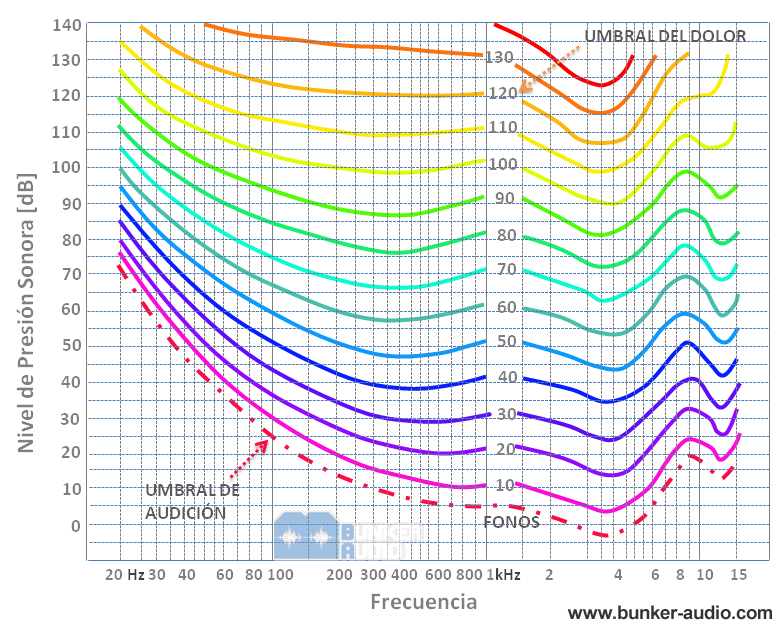 140
130
120
110
100
90
80
70
60
50
40
30
20
10
0
Nivel de Presión Sonora [dB]
UMBRAL DEL DOLOR
130
120
110
100
90
80
70
60
50
40
30
20
10
FONOS
UMBRAL DE
AUDICIÓN
BUNKER
AUDIO
20 Hz 30 40 60 80 100 200 300 400 600 800 1kHz 2 4 6 8 10 15
Frecuencia
www.bunker-audio.com